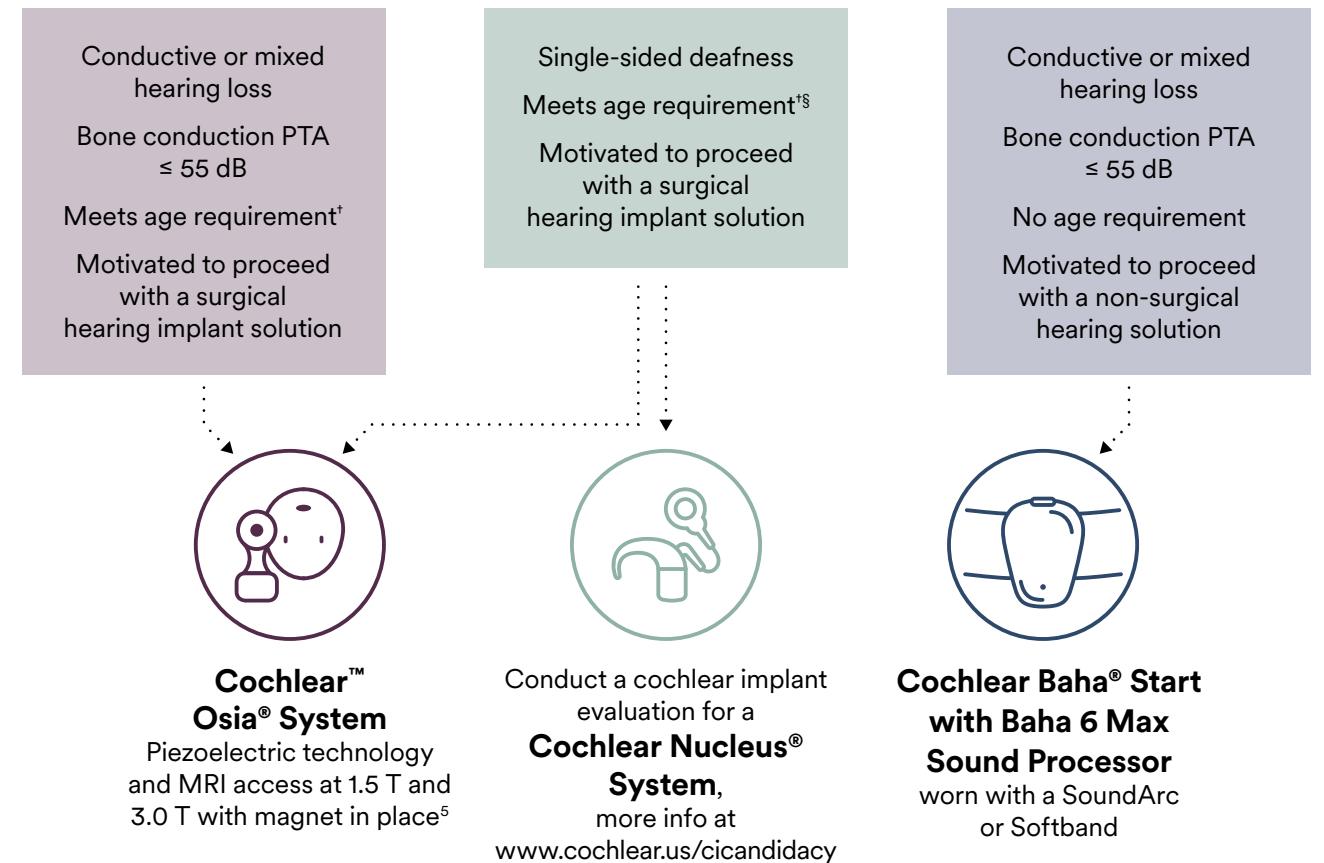 Conductive or mixed
hearing loss
Bone conduction PTA
≤ 55 dB
Meets age requirement†
Motivated to proceed
with a surgical
hearing implant solution
Single-sided deafness
Meets age requirement†§
Motivated to proceed
with a surgical
hearing implant solution
Conductive or mixed
hearing loss
Bone conduction PTA
≤ 55 dB
No age requirement
Motivated to proceed
with a non-surgical
hearing solution
Cochlear™
Osia® System
Piezoelectric technology
and MRI access at 1.5 T and
3.0 T with magnet in place⁵
Conduct a cochlear implant
evaluation for a
Cochlear Nucleus®
System,
more info at
www.cochlear.us/cicandidacy
Cochlear Baha® Start
with Baha 6 Max
Sound Processor
worn with a SoundArc
or Softband